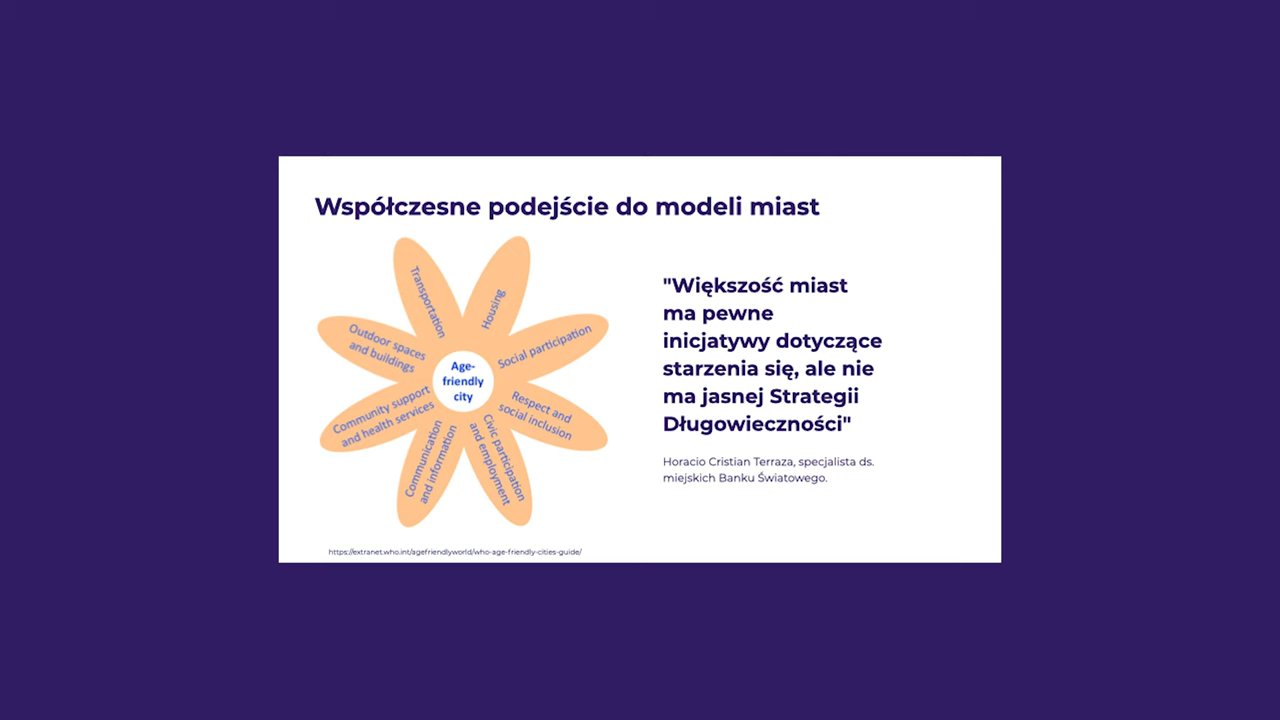 Współczesne podejście do modeli miast
Transportation
Housing
Outdoor spaces
and buildings
Social participation
Age-
friendly
city
Community support
and health services
Respect and
social inclusion
Communication
and information
Civic participation
and employment
"Większość miast
ma pewne
inicjatywy dotyczące
starzenia się, ale nie
ma jasnej Strategii
Długowieczności"
Horacio Cristian Terraza, specjalista ds.
miejskich Banku Światowego.
https://extranet.who.int/agefriendlyworld/who-age-friendly-cities-guide/